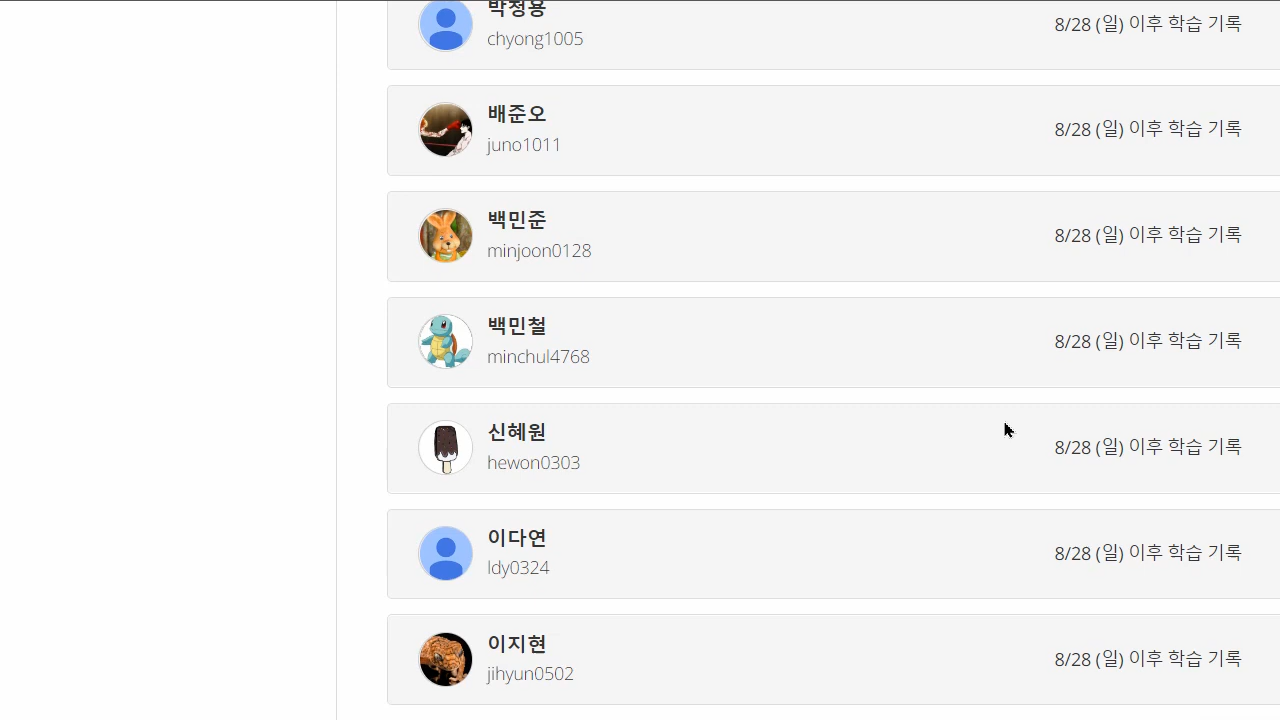 박청용
chyong1005
8/28 (일) 이후 학습 기록
배준오
juno1011
8/28 (일) 이후 학습 기록
백민준
minjoon0128
8/28 (일) 이후 학습 기록
백민철
minchul4768
8/28 (일) 이후 학습 기록
신혜원
hewon0303
8/28 (일) 이후 학습 기록
이다연
ldy0324
8/28 (일) 이후 학습 기록
이지현
jihyun0502
8/28 (일) 이후 학습 기록